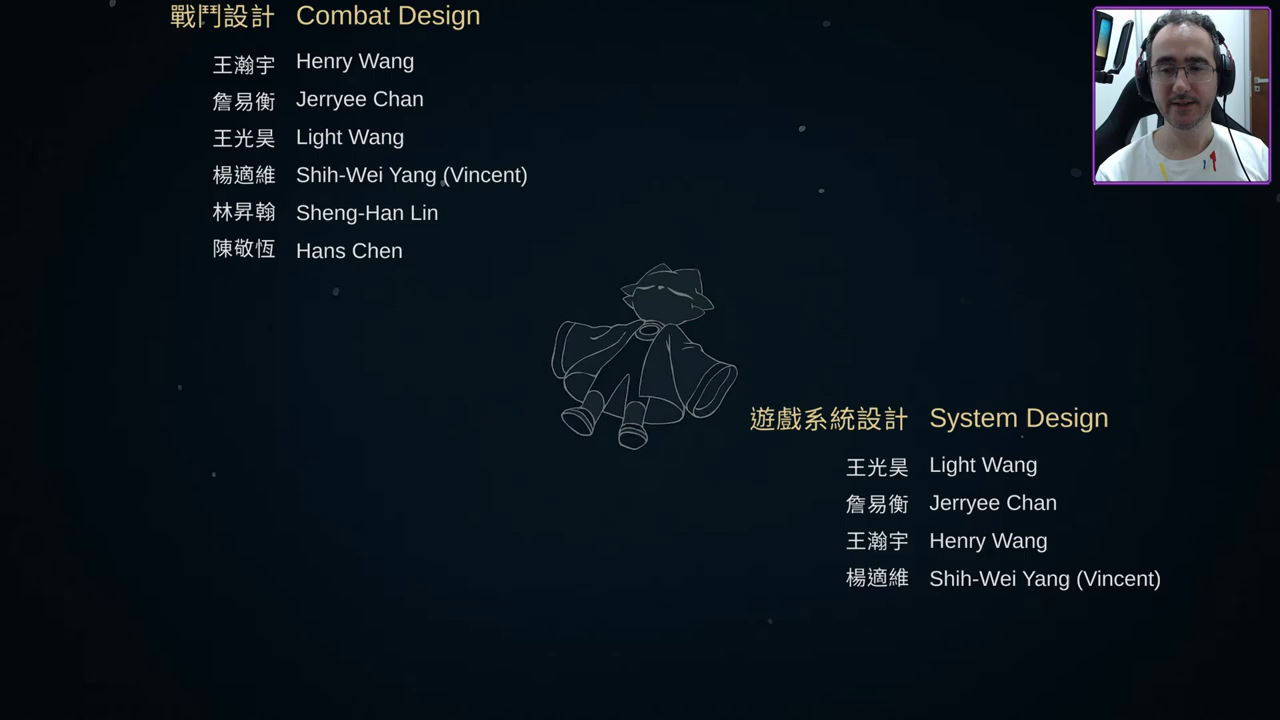 戰鬥設計 Combat Design
王瀚宇 Henry Wang
詹易衡 Jerryee Chan
王光昊 Light Wang
楊適維 Shih-Wei Yang (Vincent)
林昇翰 Sheng-Han Lin
陳敬恆 Hans Chen
遊戲系統設計 System Design
王光昊 Light Wang
詹易衡 Jerryee Chan
王瀚宇 Henry Wang
楊適維 Shih-Wei Yang (Vincent)